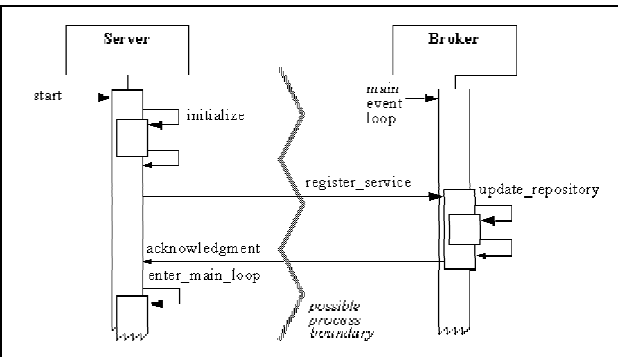 Server
Broker
start
main
event
loop
initialize
register_service
update_repository
acknowledgment
enter_main_loop
possible
process
boundary